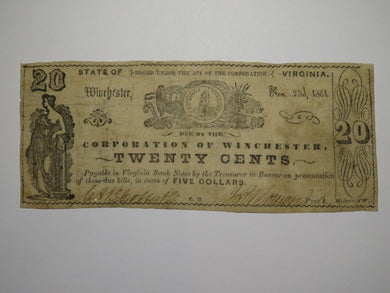 20 STATE OF ISSUED UNDER THE ACT OF THE CORPORATION. VIRGINIA.
Winchester, 1861
DUE BY THE
CORPORATION OF WINCHESTER, 20
TWENTY CENTS
Payable in Virginia Bank Notes by the Treasurer to Bearer on presentation
of these due bills, in sums of FIVE DOLLARS.
C. C. Pres't.